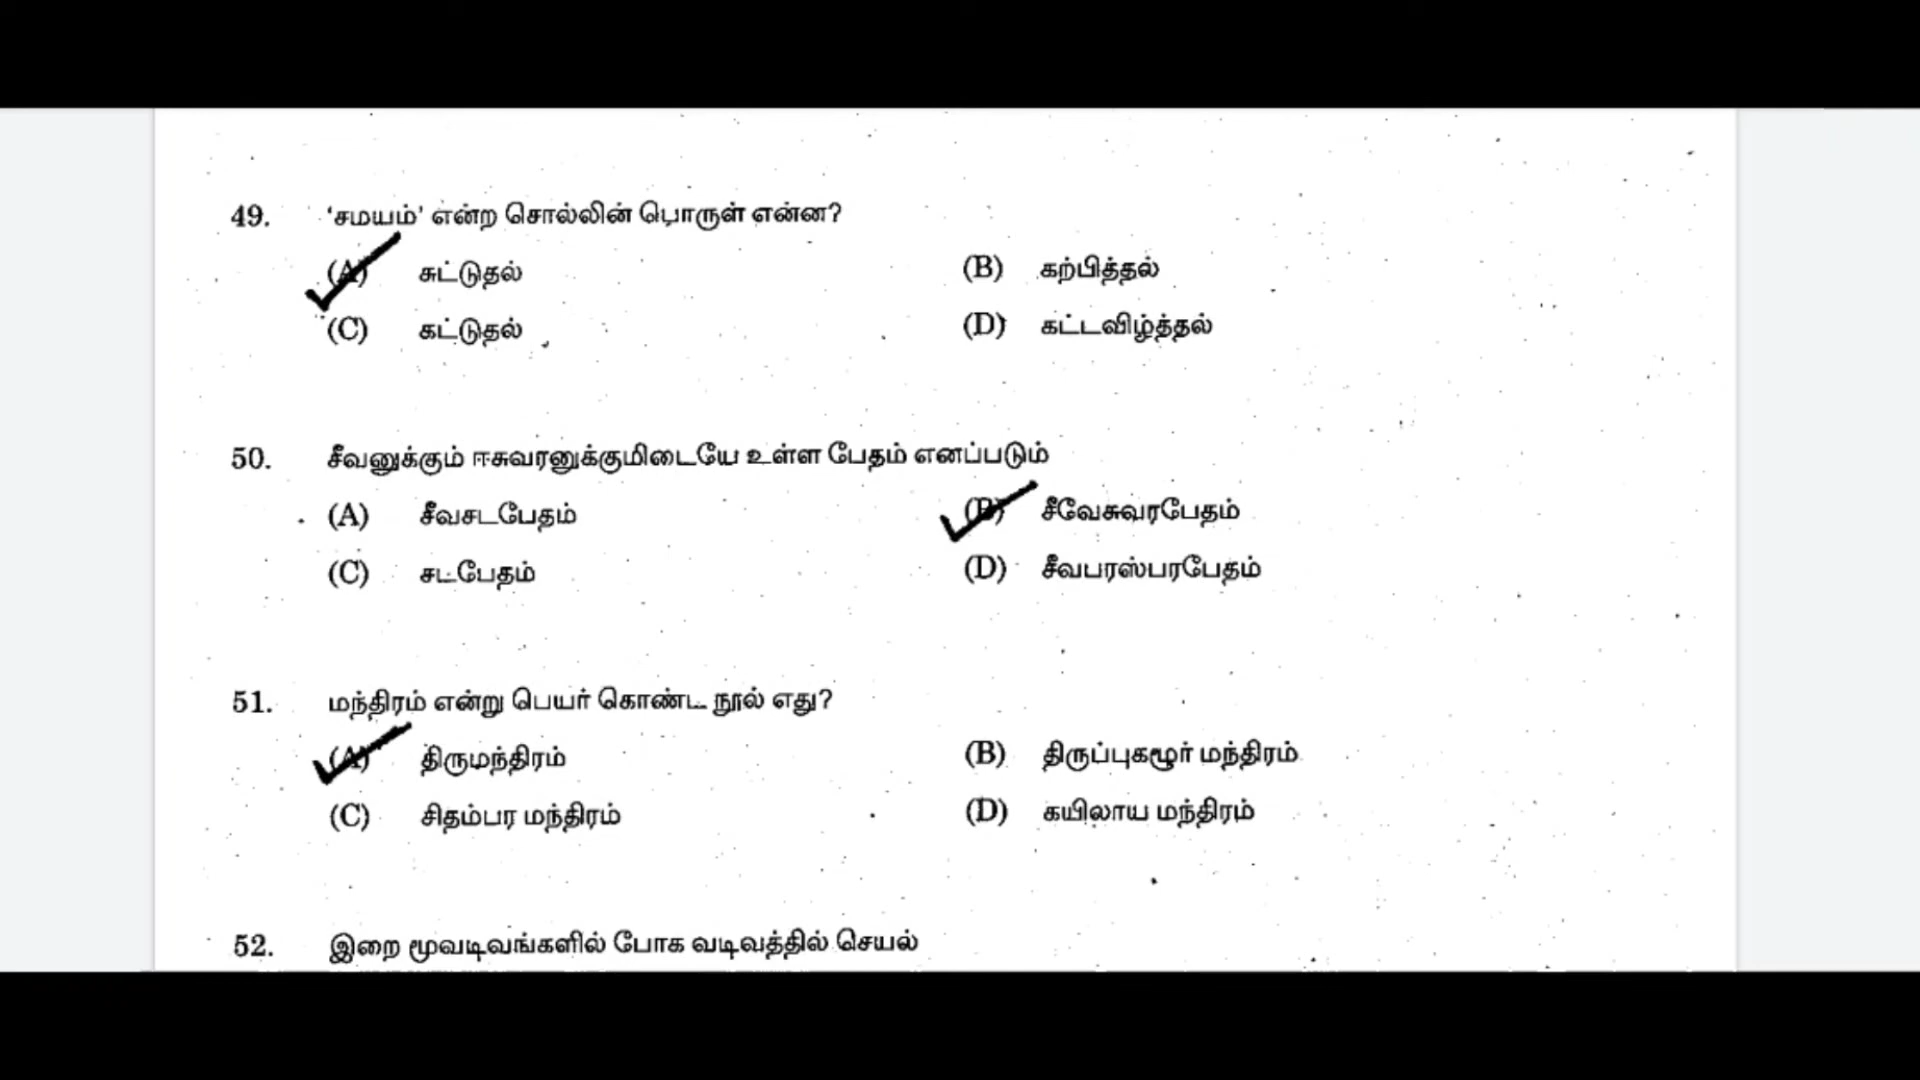 49. 'சமயம்' என்ற சொல்லின் பொருள் என்ன?
(A) சுட்டுதல் (B) கற்பித்தல்
(C) கட்டுதல் (D) கட்டவிழ்த்தல்
50. சீவனுக்கும் ஈசுவரனுக்குமிடையே உள்ள பேதம் எனப்படும்
(A) சீவசடபேதம் (B) சீவேசுவரபேதம்
(C) சடபேதம் (D) சீவபரஸ்பரபேதம்
51. மந்திரம் என்று பெயர் கொண்ட நூல் எது?
(A) திருமந்திரம் (B) திருப்புகழூர் மந்திரம்
(C) சிதம்பர மந்திரம் (D) கயிலாய மந்திரம்
52. இறை மூவடிவங்களில் போக வடிவத்தில் செயல்